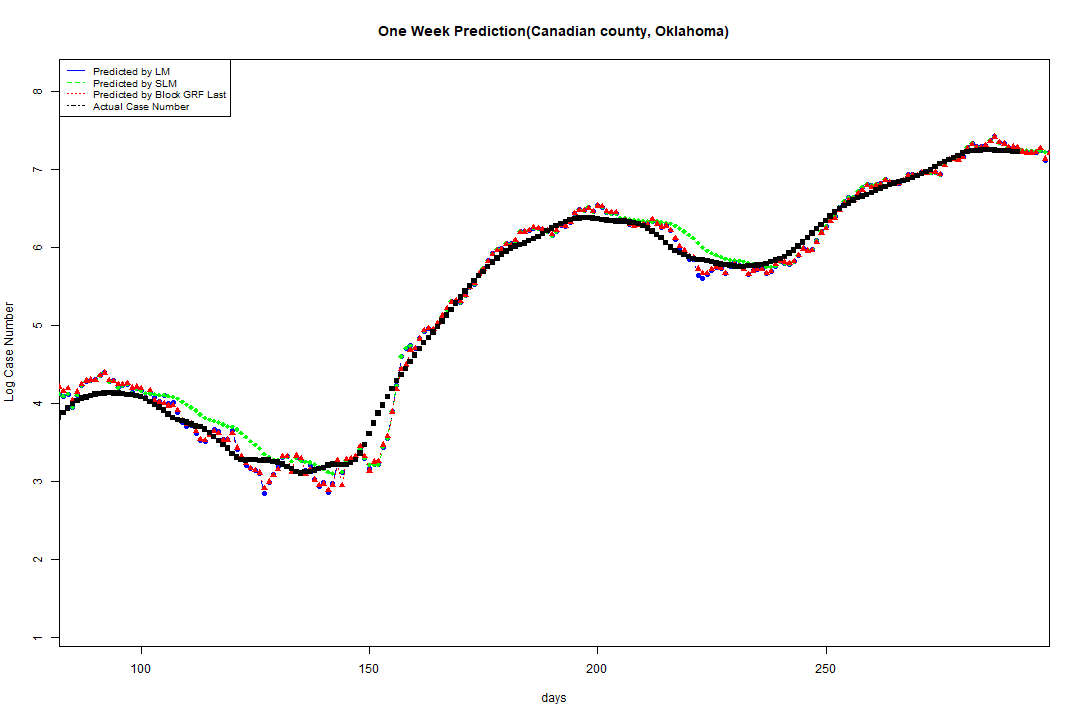 One Week Prediction(Canadian county, Oklahoma)
Predicted by LM
Predicted by SLM
Predicted by Block GRF Last
Actual Case Number
8
7
6
5
4
3
2
1
Log Case Number
100 150 200 250
days